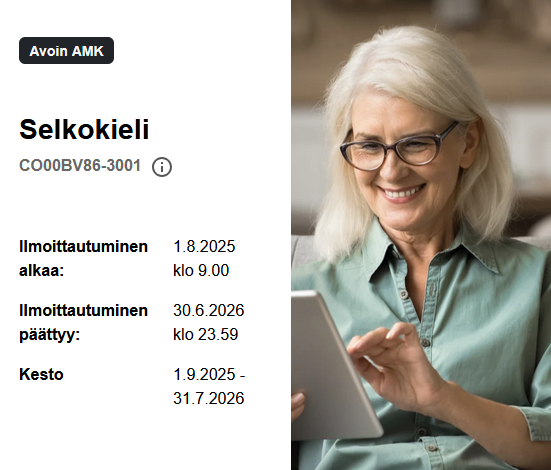 Avoin AMK
Selkokieli
CO00BV86-3001
Ilmoittautuminen alkaa:
1.8.2025 klo 9.00
Ilmoittautuminen päättyy:
30.6.2026 klo 23.59
Kesto
1.9.2025 - 31.7.2026